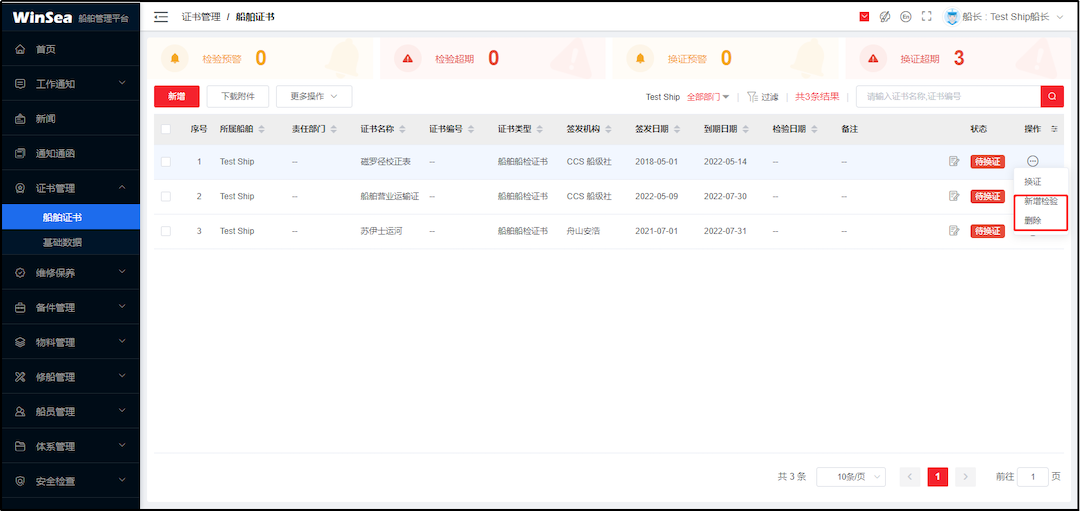 WinSea 船舶管理平台
证书管理 / 船舶证书
En
船长 : Test Ship船长
首页
工作通知
新闻
通知通函
证书管理
船舶证书
基础数据
维修保养
备件管理
物料管理
修船管理
船员管理
体系管理
安全检查
检验预警 0
检验超期 0
换证预警 0
换证超期 3
新增
下载附件
更多操作
Test Ship 全部部门
过滤
共3条结果
请输入证书名称,证书编号
序号 所属船舶 责任部门 证书名称 证书编号 证书类型 签发机构 签发日期 到期日期 检验日期 备注 状态 操作
1 Test Ship -- 磁罗径校正表 -- 船舶船检证书 CCS 船级社 2018-05-01 2022-05-14 -- -- 待换证
2 Test Ship -- 船舶营业运输证 -- 船舶船检证书 CCS 船级社 2022-05-09 2022-07-30 -- -- 待换证
3 Test Ship -- 苏伊士运河 -- 船舶船检证书 舟山安浩 2021-07-01 2022-07-31 -- -- 待换证
换证
新增检验
删除
共 3 条
10条/页
1
前往 1 页